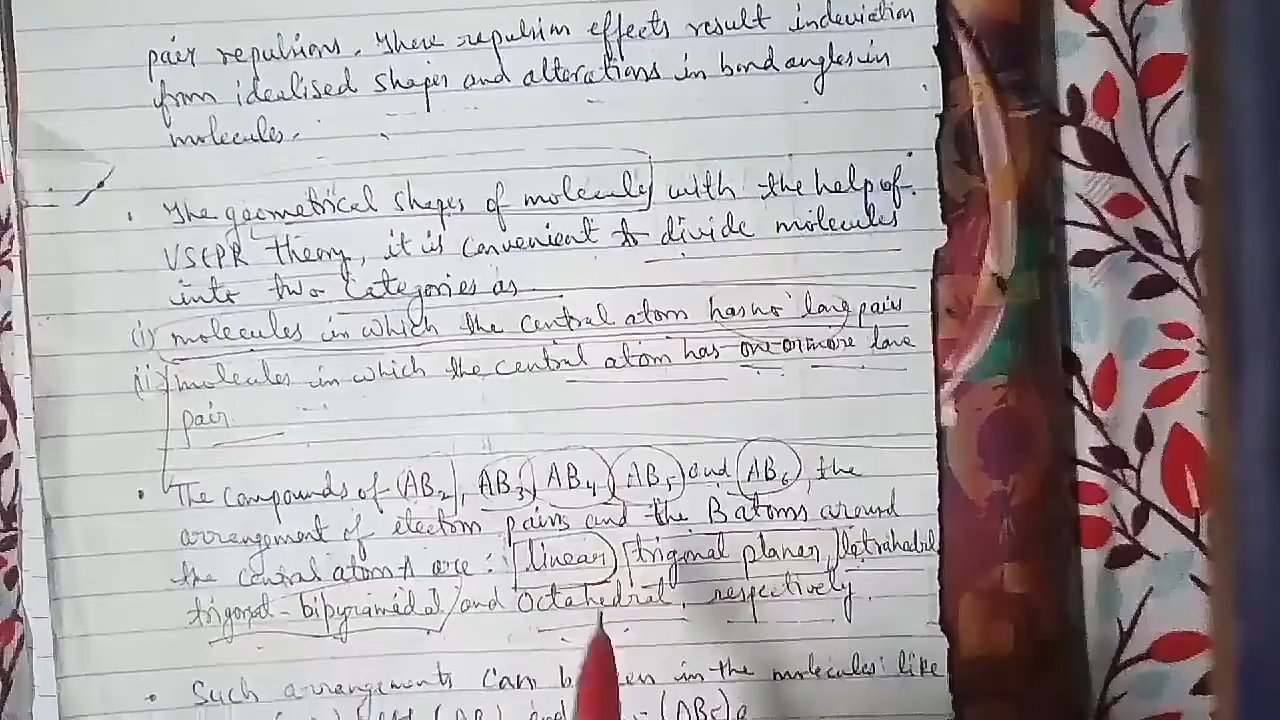 pair repulsions. These repulsion effects result in deviation
from idealised shapes and alterations in bond angles in
molecules.
. The geometrical shapes of molecules with the help of.
VSEPR theory, it is convenient to divide molecules
into two categories as
(i) molecules in which the central atom has no lone pairs
(ii) molecules in which the central atom has one or more lone
pair.
• The compounds of (AB2), AB3, AB4, AB5 and AB6, the
arrangement of electron pairs and the B atoms around
the central atom A are: linear, trigonal planar, tetrahedral
trigonal-bipyramidal and Octahedral, respectively.
• Such arrangements can in the molecules like